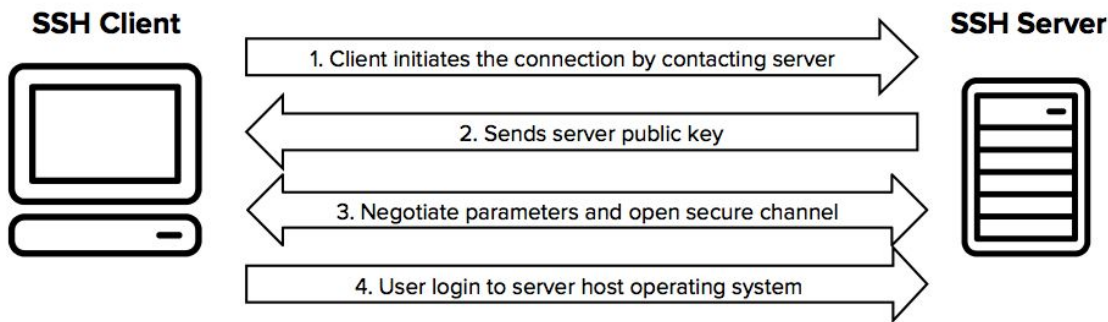 SSH Client
SSH Server
1. Client initiates the connection by contacting server
2. Sends server public key
3. Negotiate parameters and open secure channel
4. User login to server host operating system